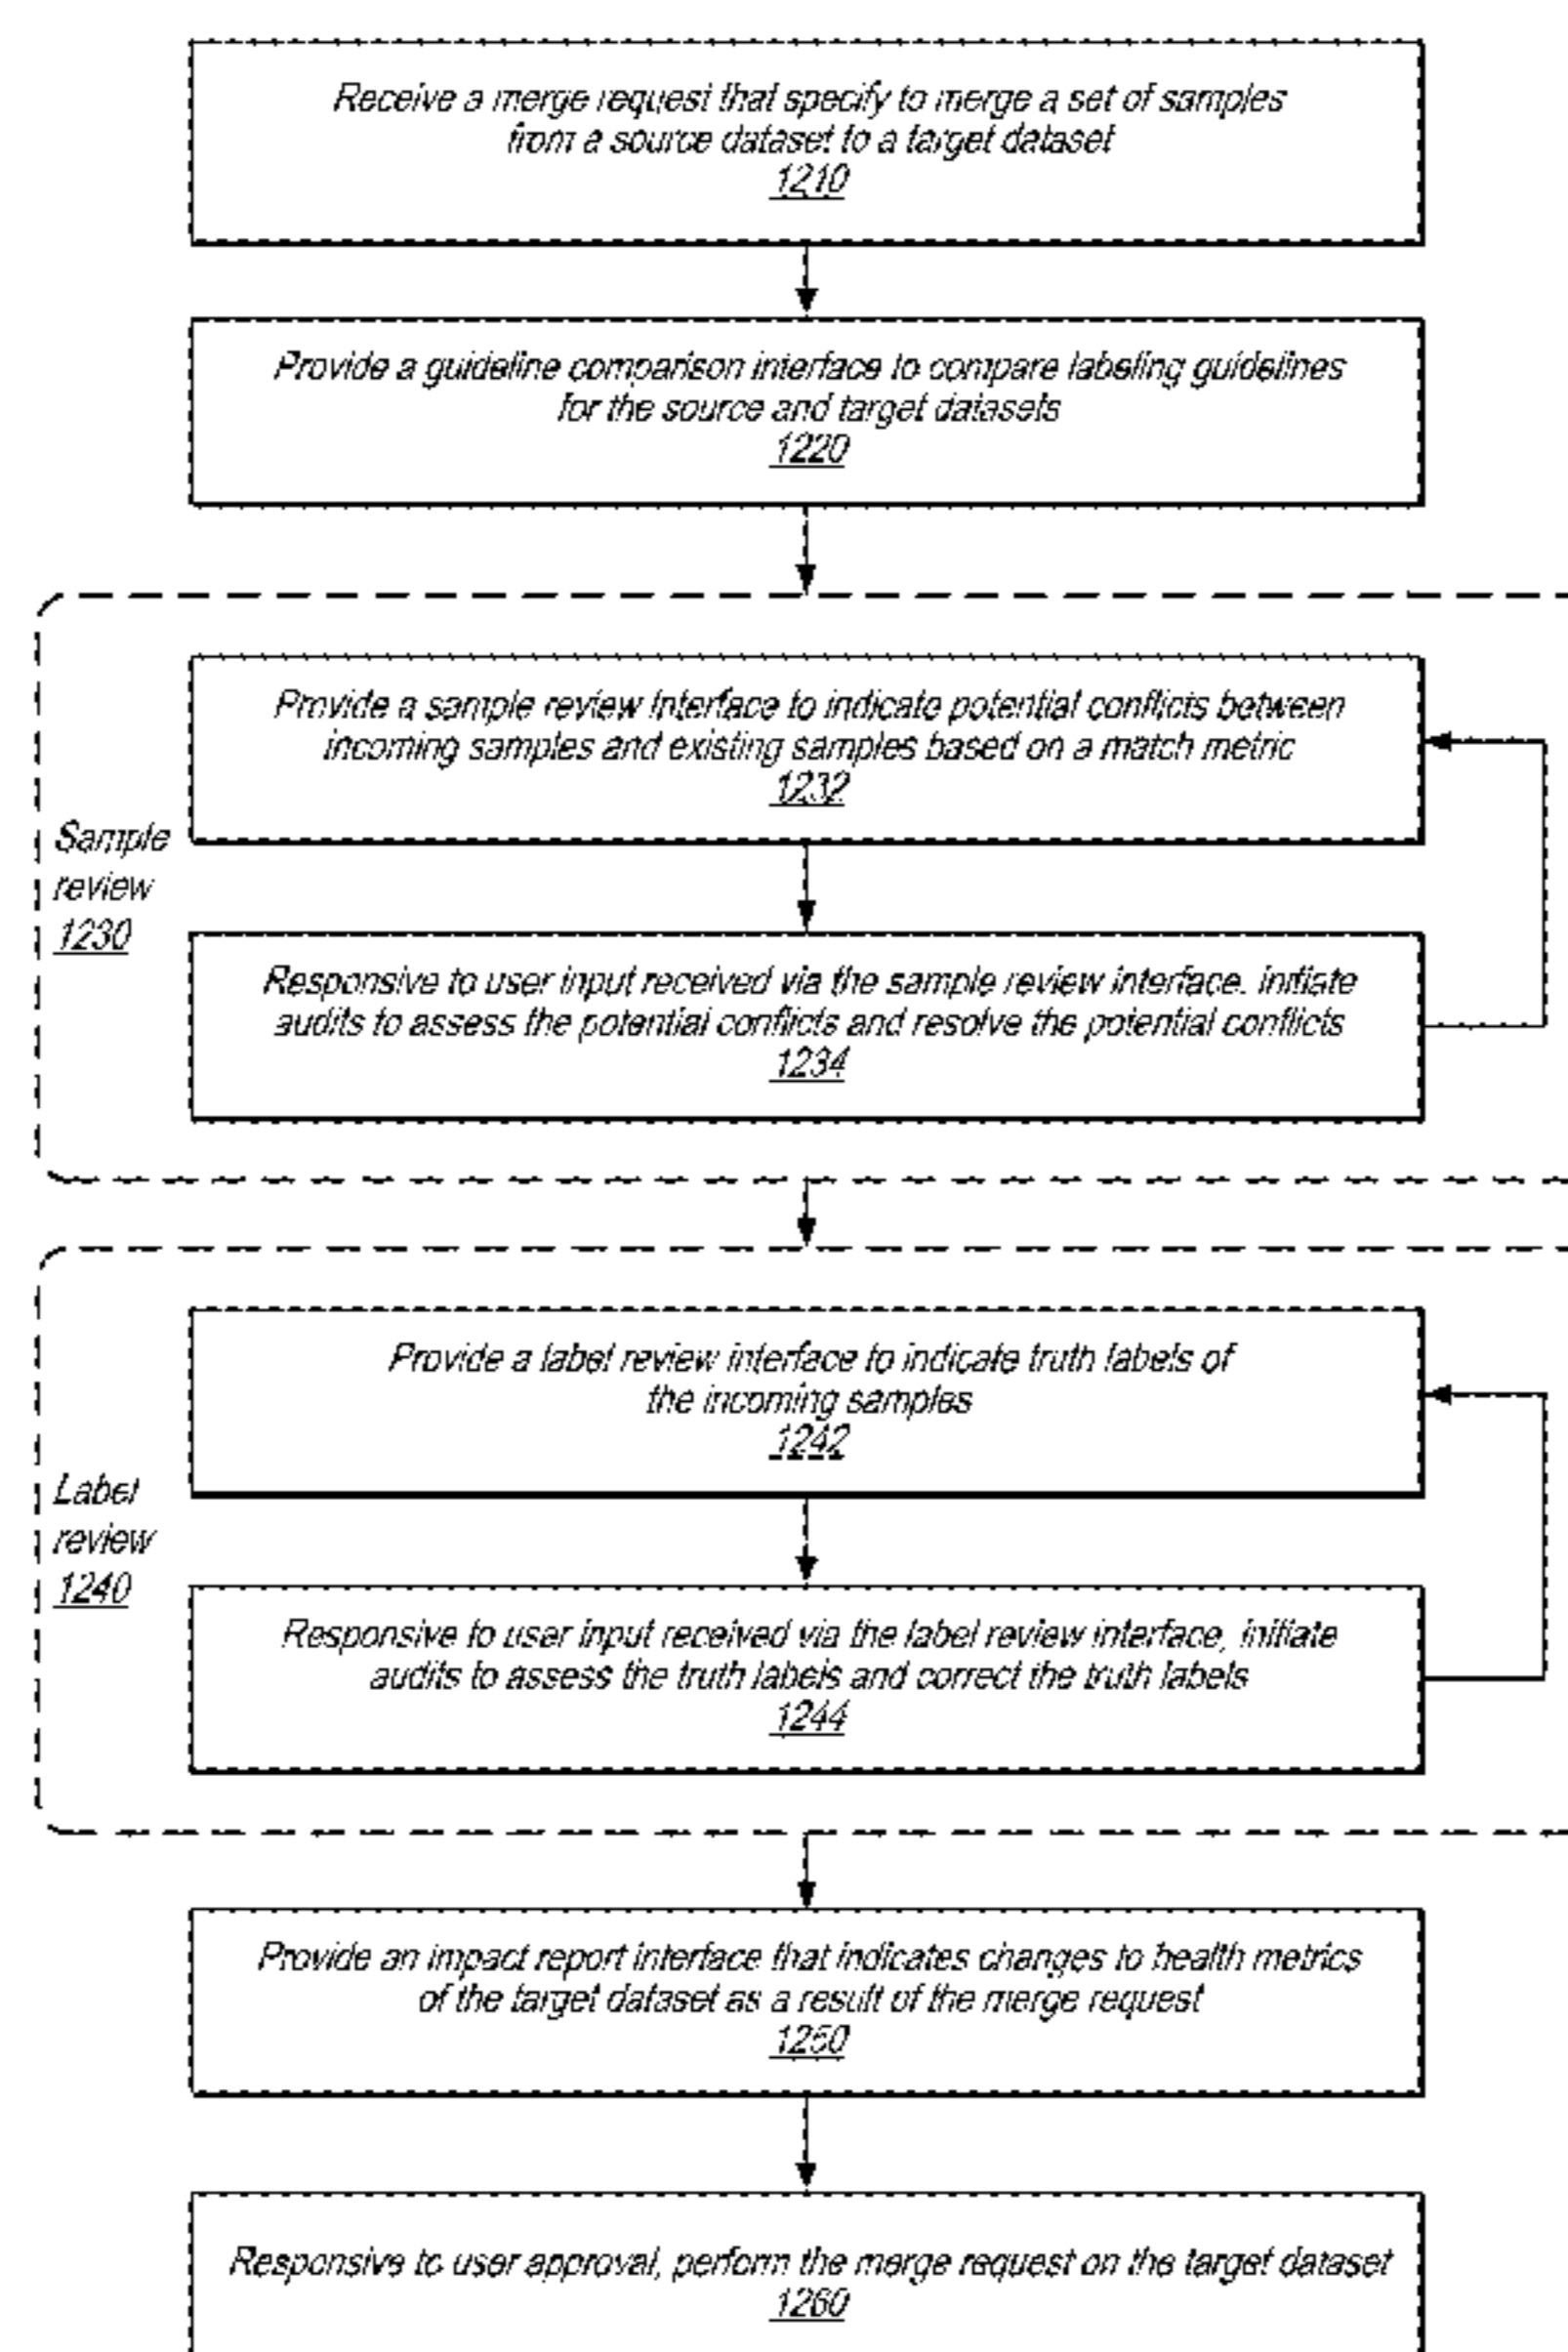 Receive a merge request that specify to merge a set of samples
from a source dataset to a target dataset
1210
Provide a guideline comparison interface to compare labeling guidelines
for the source and target datasets
1220
Provide a sample review interface to indicate potential conflicts between
incoming samples and existing samples based on a match metric
1232
Sample
review
1230
Responsive to user input received via the sample review interface, initiate
audits to assess the potential conflicts and resolve the potential conflicts
1234
Provide a label review interface to indicate truth labels of
the incoming samples
1242
Label
review
1240
Responsive to user input received via the label review interface, initiate
audits to assess the truth labels and correct the truth labels
1244
Provide an impact report interface that indicates changes to health metrics
of the target dataset as a result of the merge request
1250
Responsive to user approval, perform the merge request on the target dataset
1260